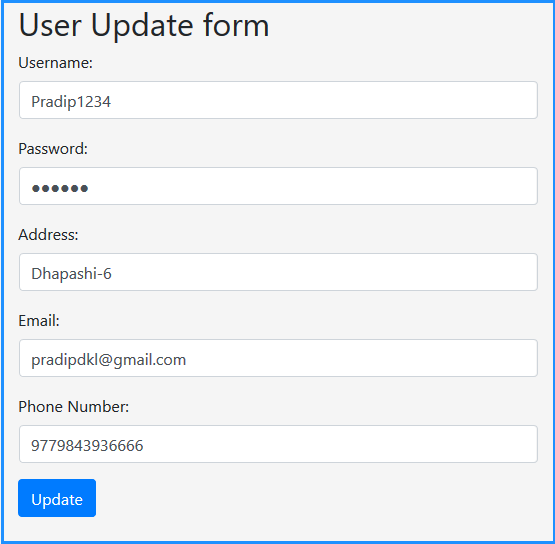 User Update form
Username:
Pradip1234
Password:
●●●●●●
Address:
Dhapashi-6
Email:
pradipdkl@gmail.com
Phone Number:
9779843936666
Update